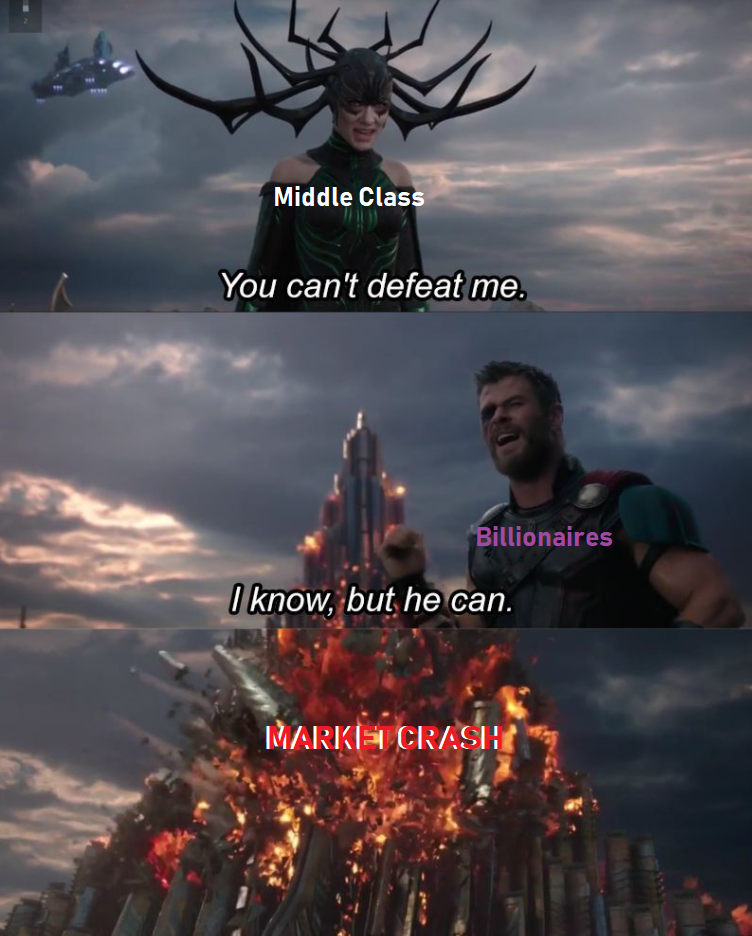 Middle Class
You can't defeat me.
Billionaires
I know, but he can.
MARKET CRASH